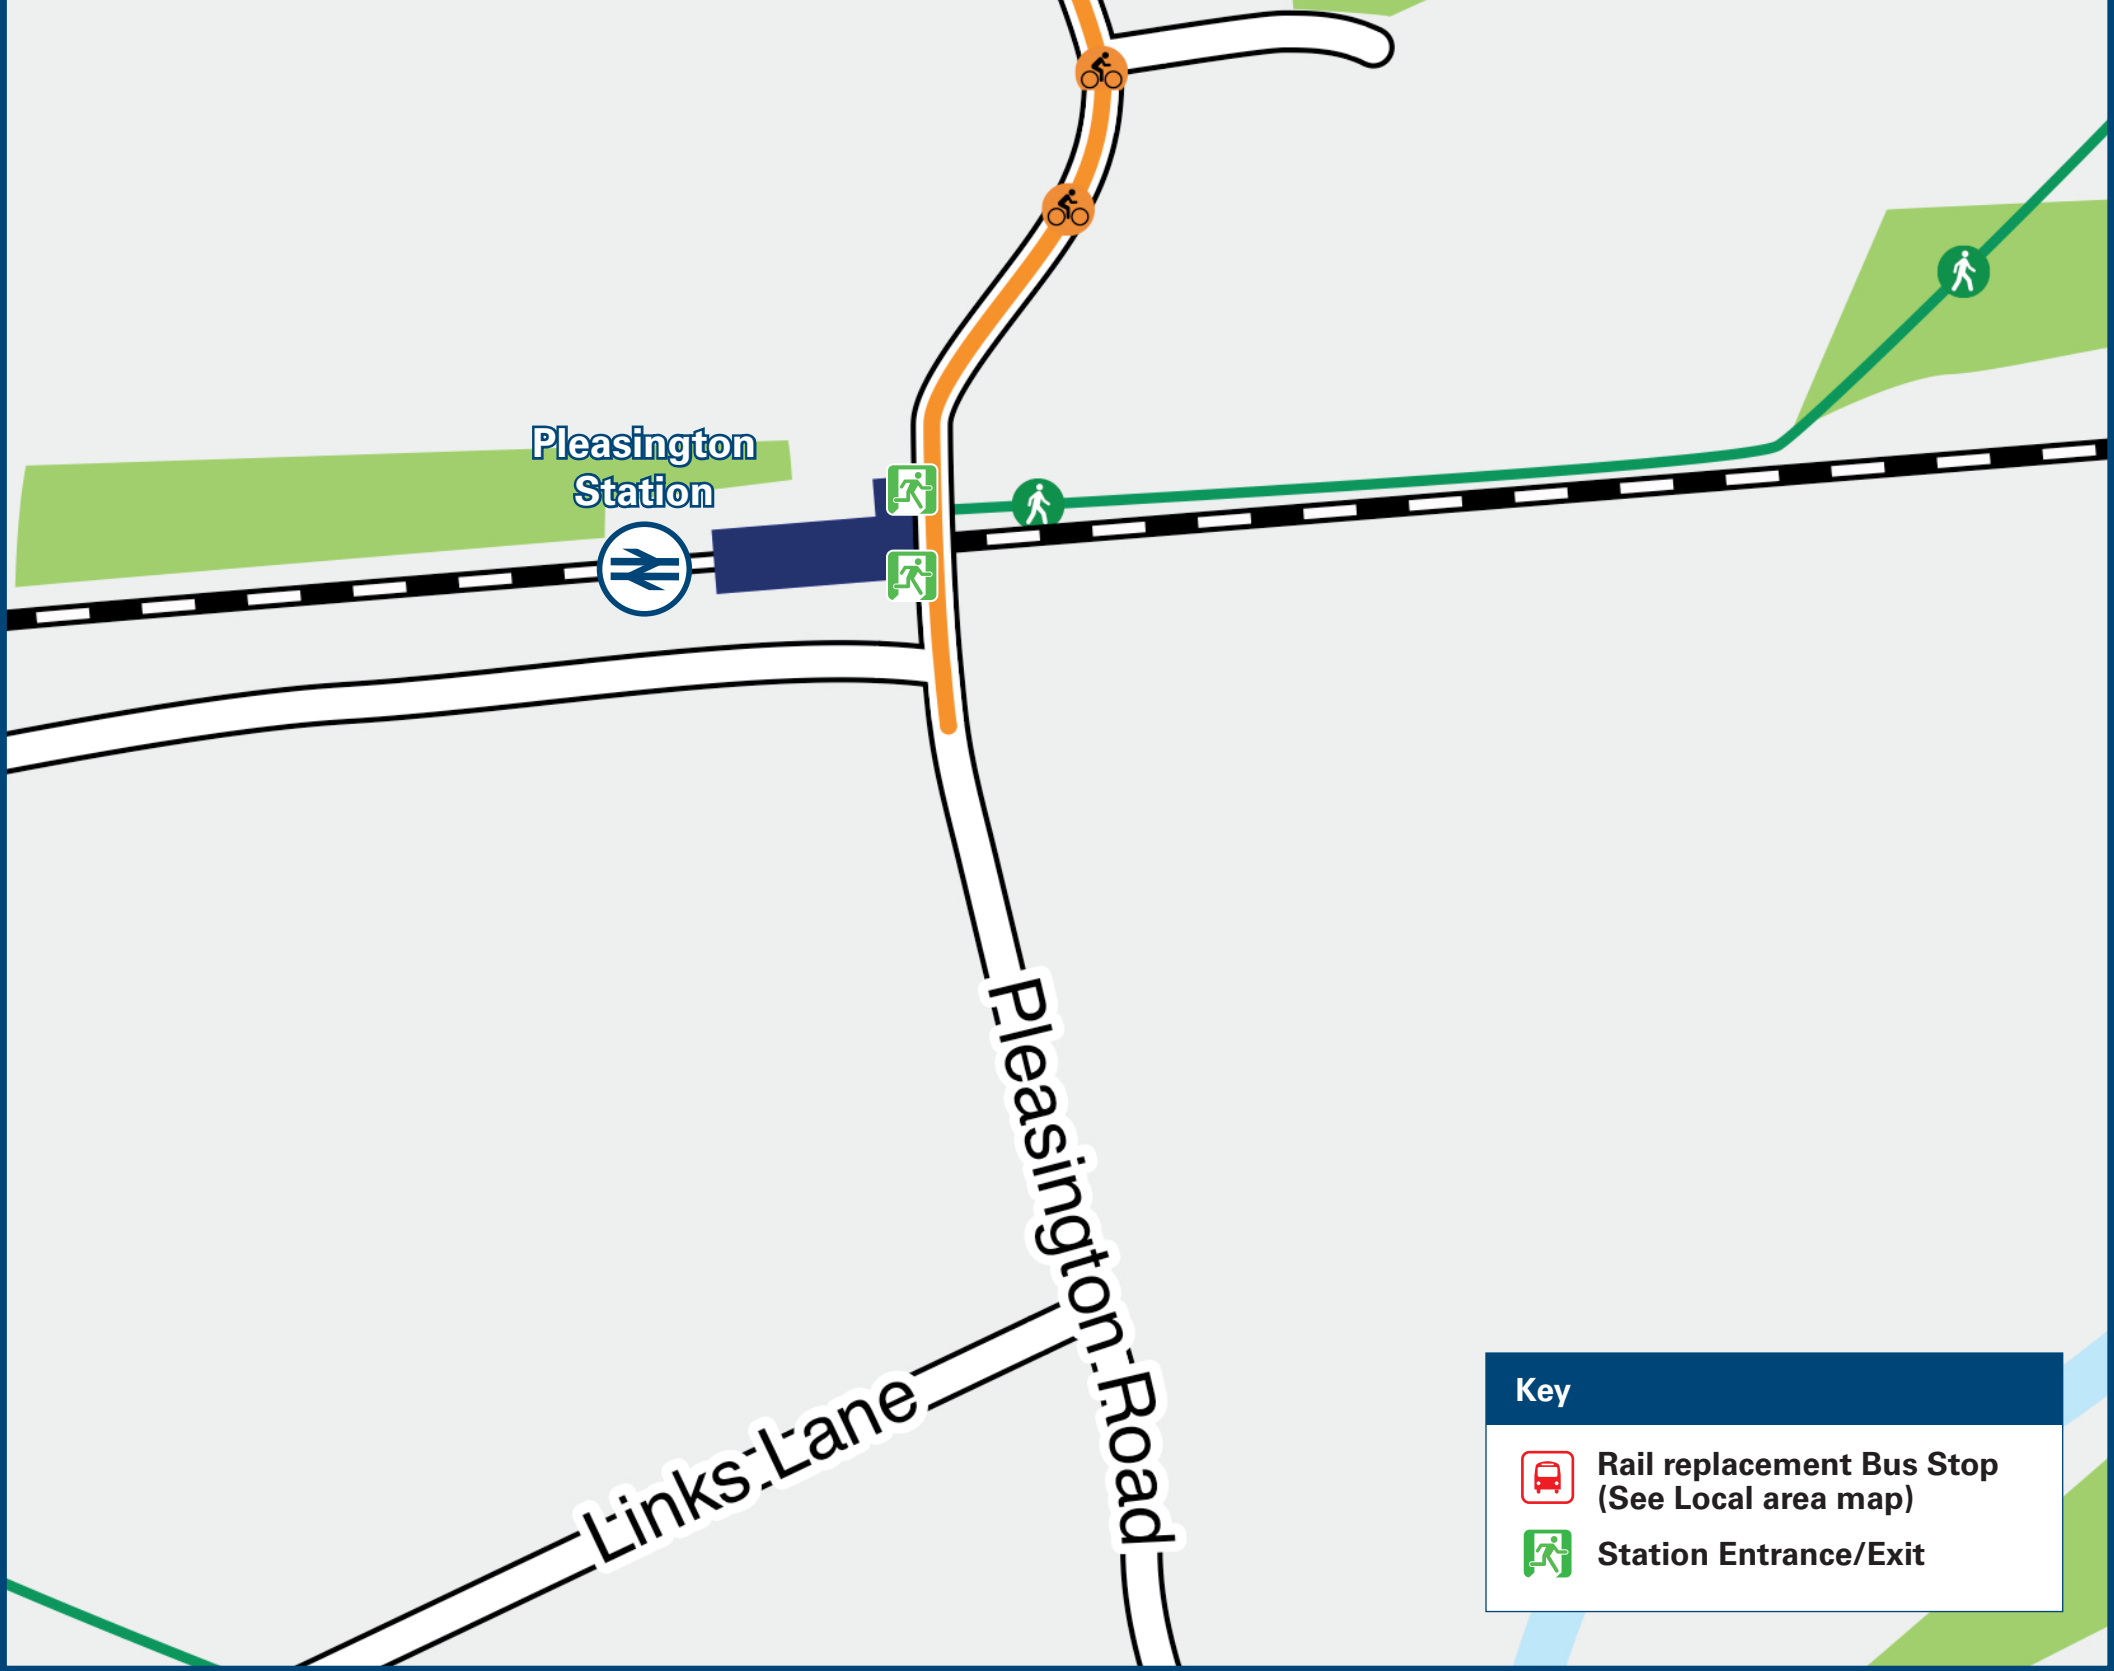 Pleasington
Station
Pleasington Road
Links Lane
Key
Rail replacement Bus Stop
(See Local area map)
Station Entrance/Exit